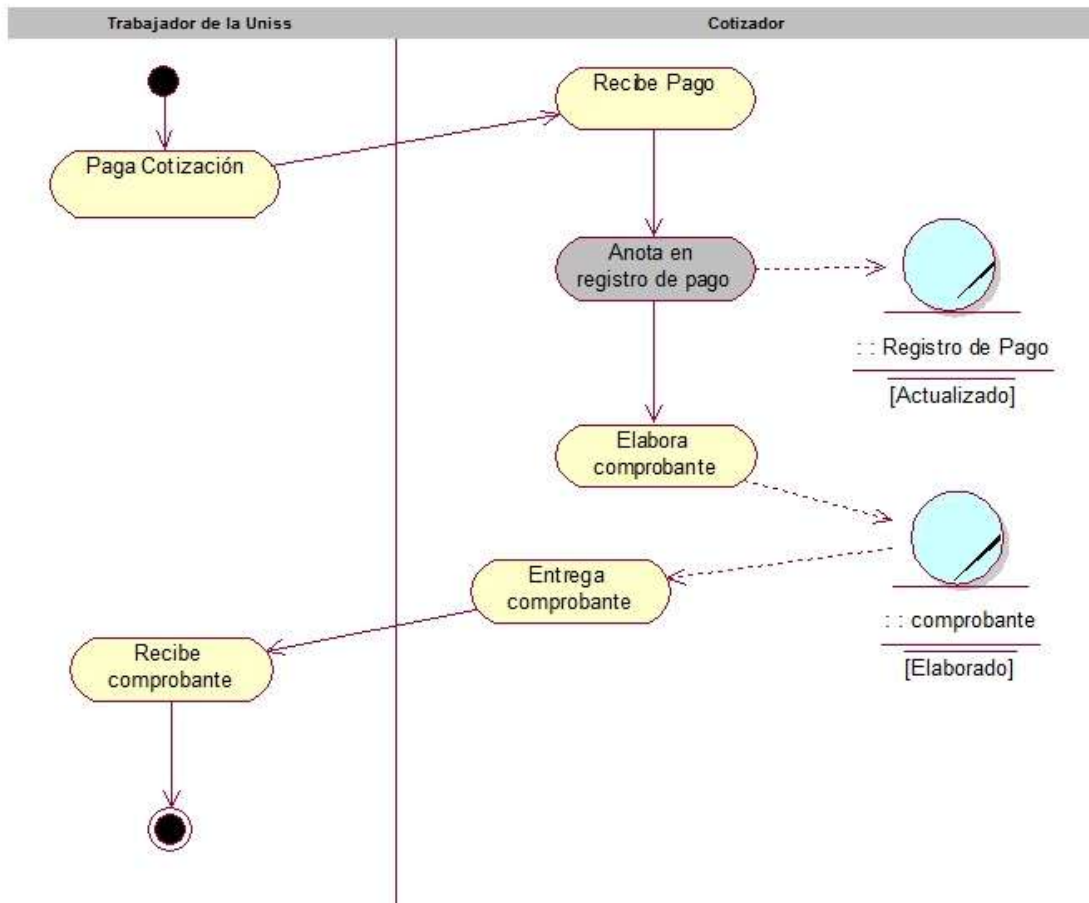 Trabajador de la Uniss
Cotizador
Recibe Pago
Paga Cotización
Anota en
registro de pago
: : Registro de Pago
[Actualizado]
Elabora
comprobante
Entrega
comprobante
: : comprobante
[Elaborado]
Recibe
comprobante